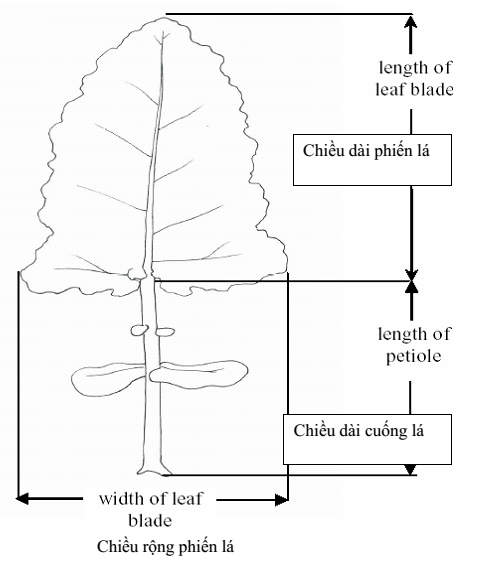 length of
leaf blade
Chiều dài phiến lá
length of
petiole
Chiều dài cuống lá
width of leaf
blade
Chiều rộng phiến lá